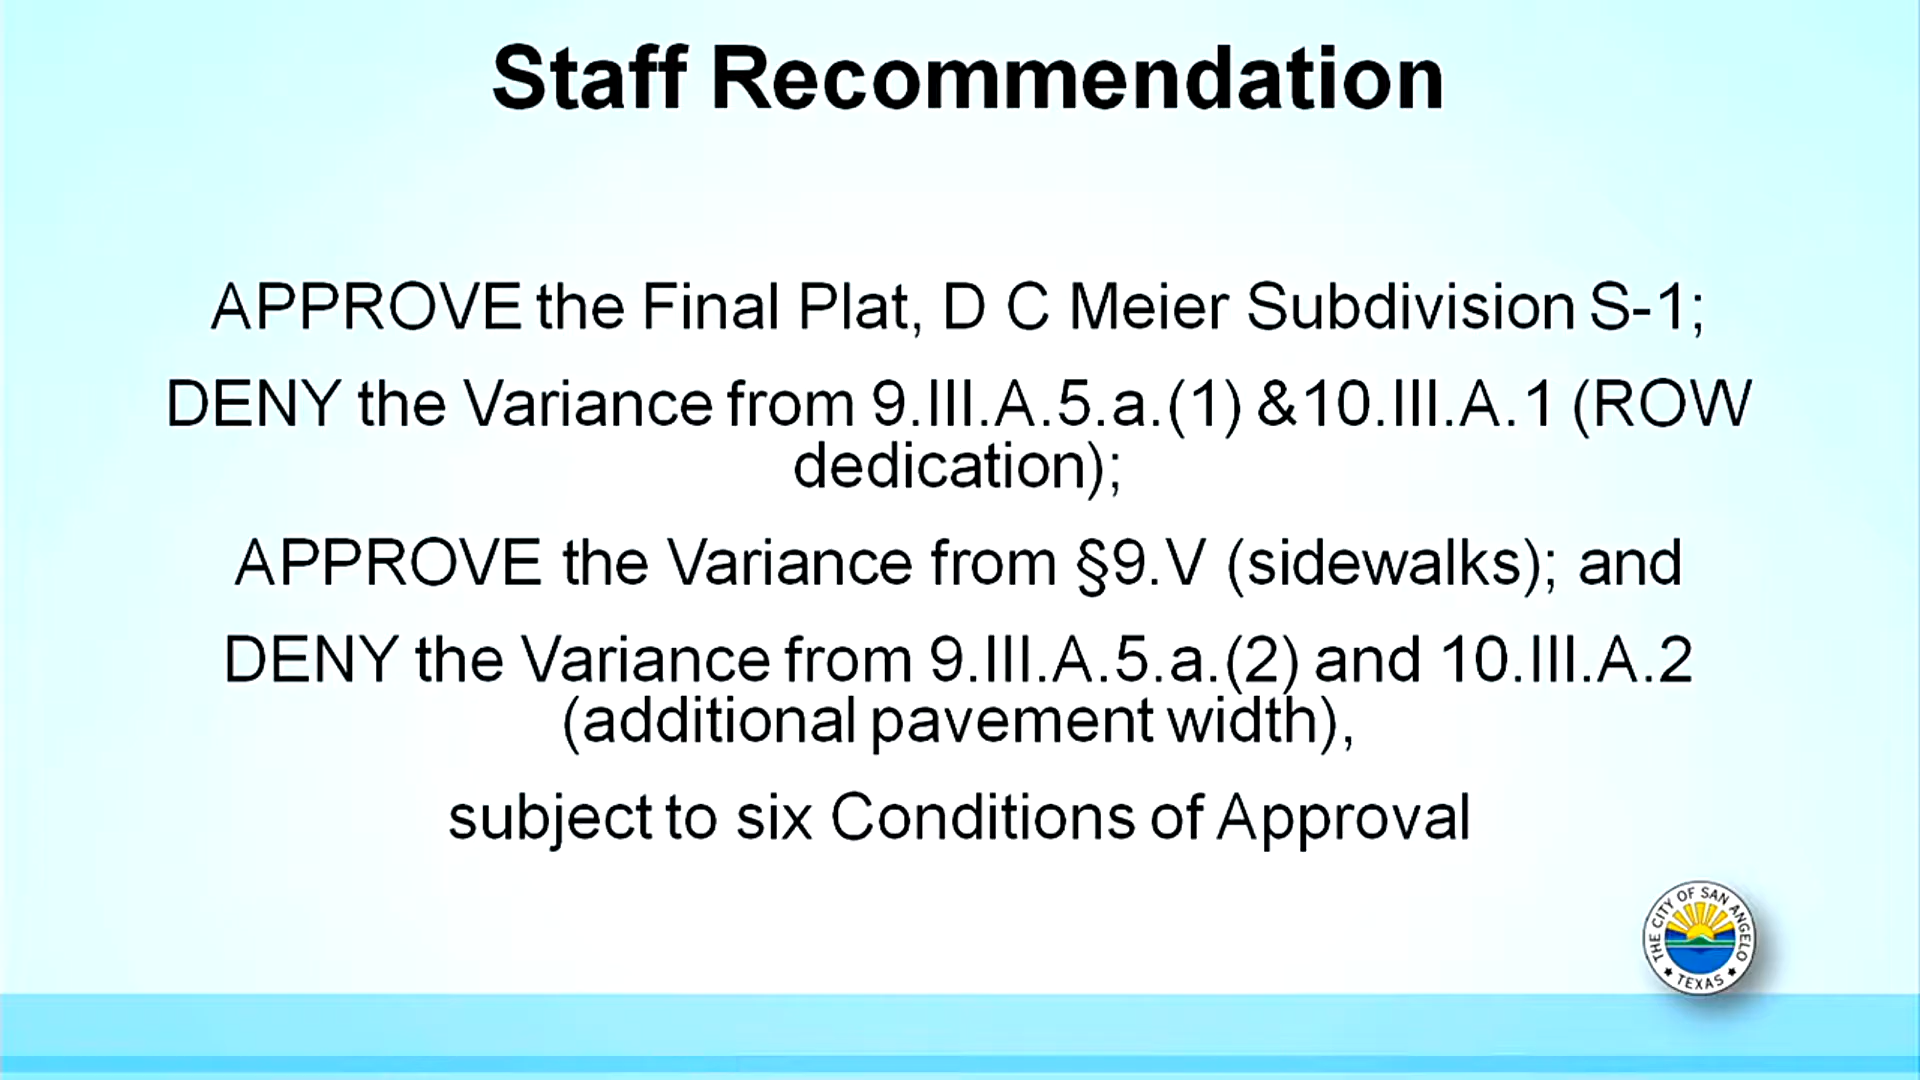 Staff Recommendation
APPROVE the Final Plat, D C Meier Subdivision S-1;
DENY the Variance from 9.III.A.5.a.(1) &10.III.A.1 (ROW
dedication);
APPROVE the Variance from §9.V (sidewalks); and
DENY the Variance from 9.III.A.5.a.(2) and 10.III.A.2
(additional pavement width),
subject to six Conditions of Approval
THE CITY OF SAN ANGELO
TEXAS